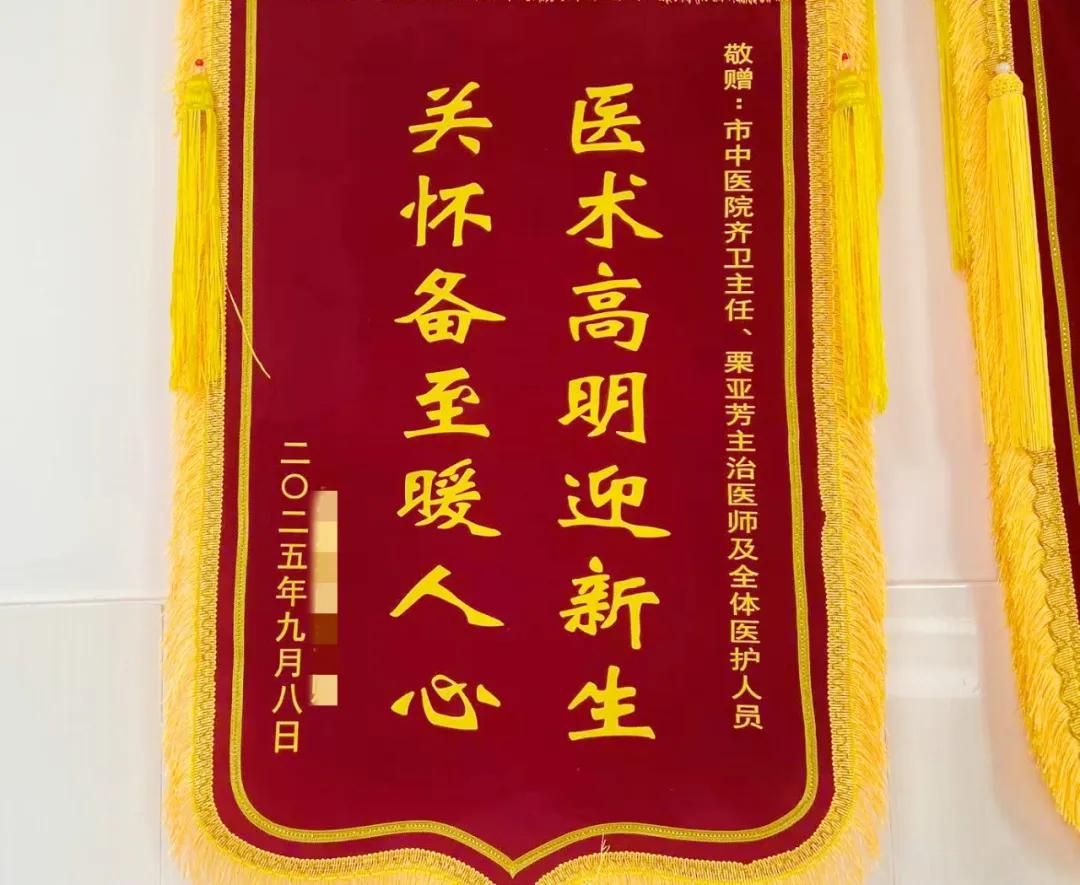 敬赠：市中医院齐卫主任、栗亚芳主治医师及全体医护人员
医术高明迎新生
关怀备至暖人心
二〇二五年九月八日